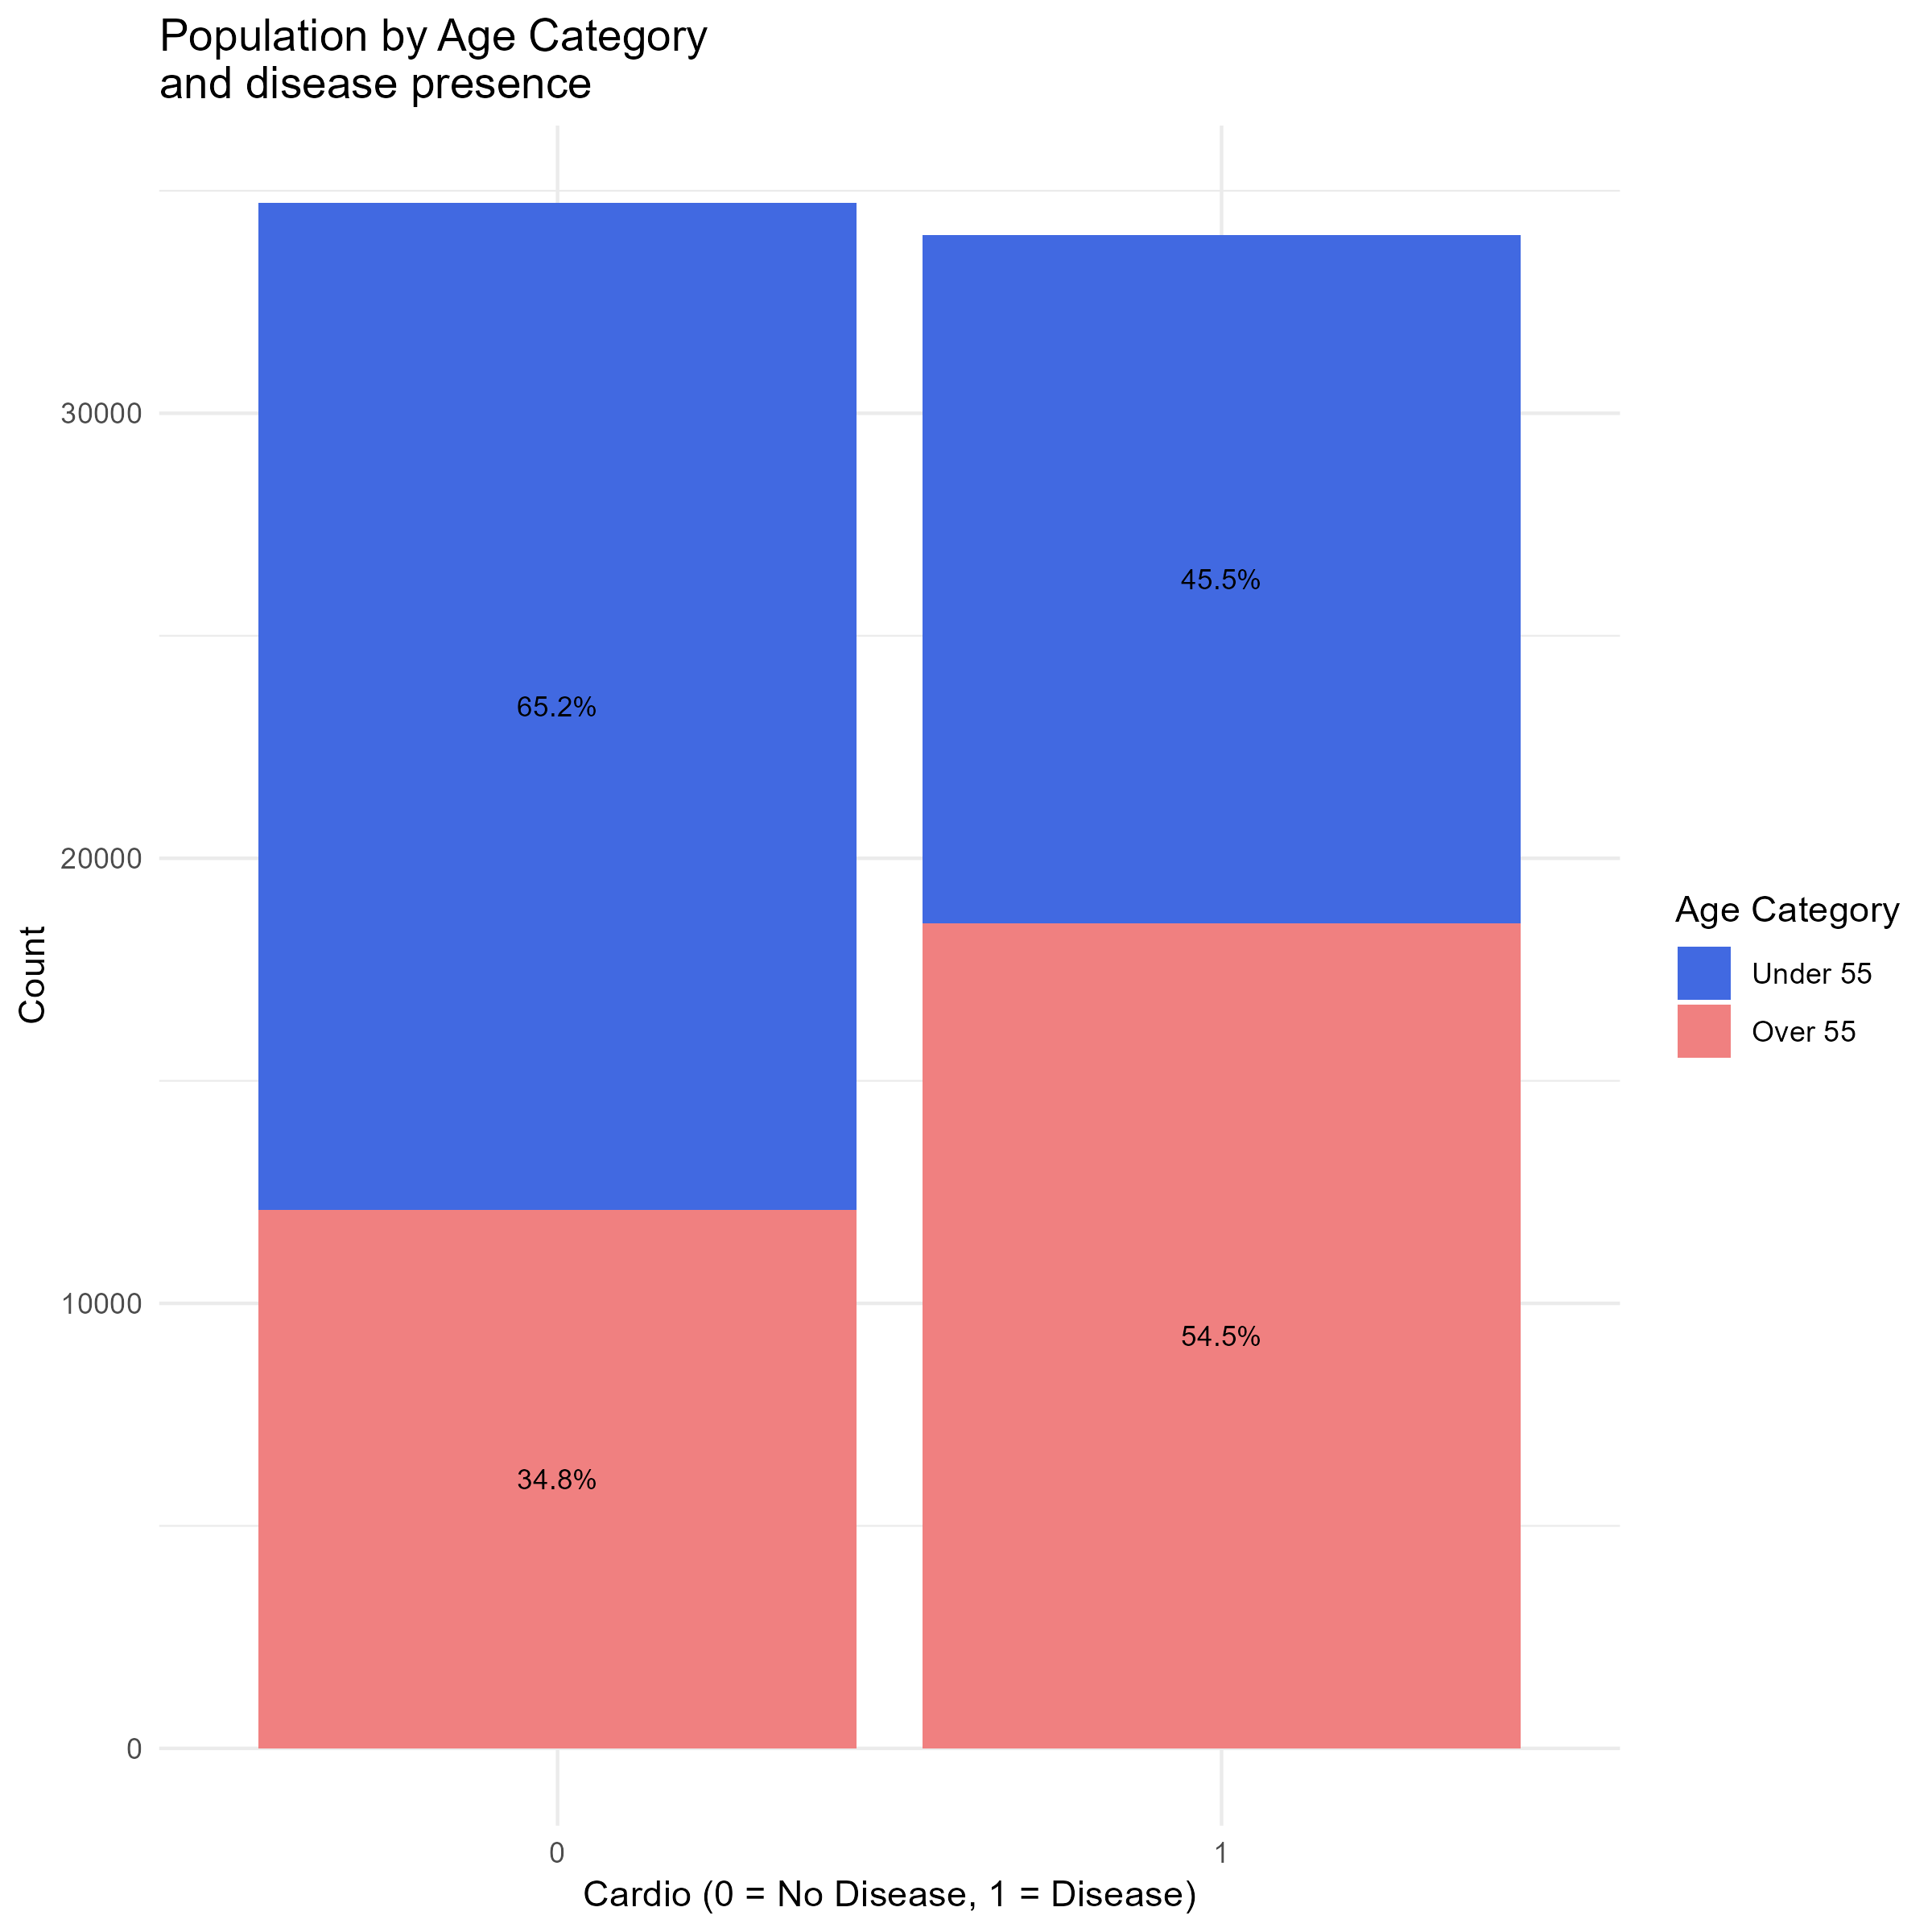 Population by Age Category
and disease presence
30000
20000
10000
0
Count
65.2%
34.8%
45.5%
54.5%
0
1
Cardio (0 = No Disease, 1 = Disease)
Age Category
Under 55
Over 55